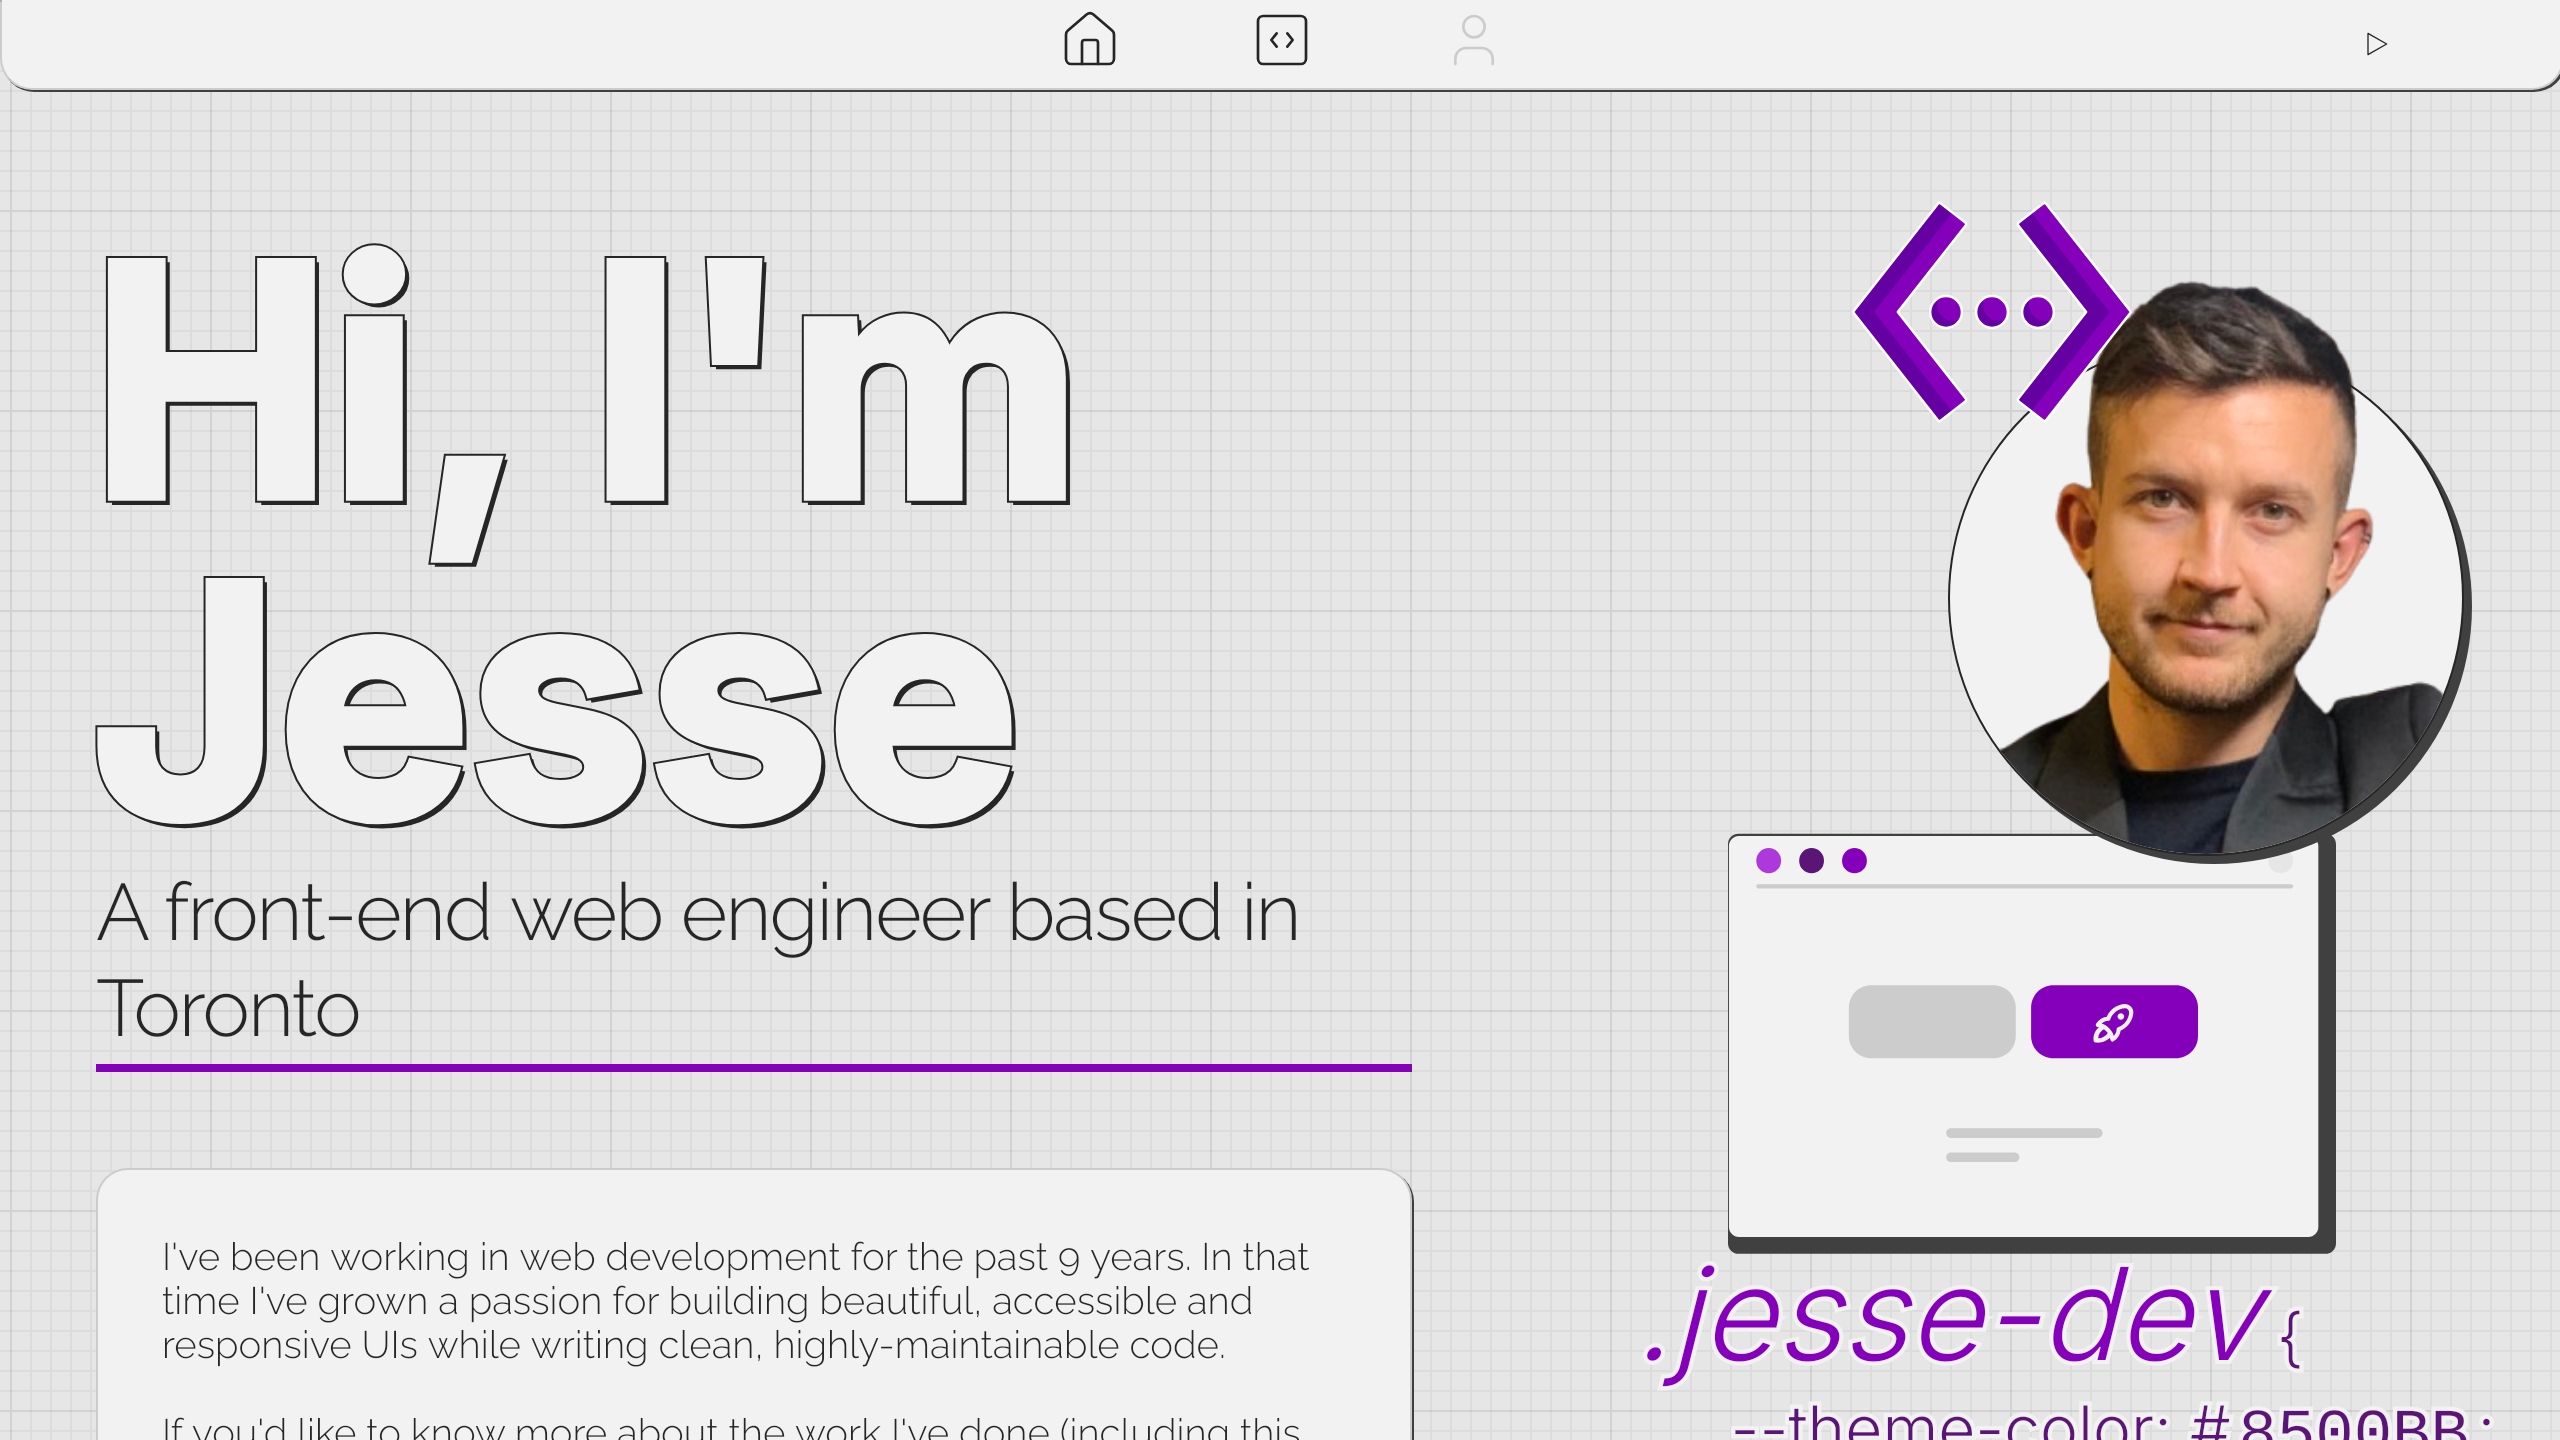 Hi, I'm
Jesse
A front-end web engineer based in
Toronto
I've been working in web development for the past 9 years. In that
time I've grown a passion for building beautiful, accessible and
responsive UIs while writing clean, highly-maintainable code.
If you'd like to know more about the work I've done (including this
.jesse-dev {
--theme-color: #8500BB;